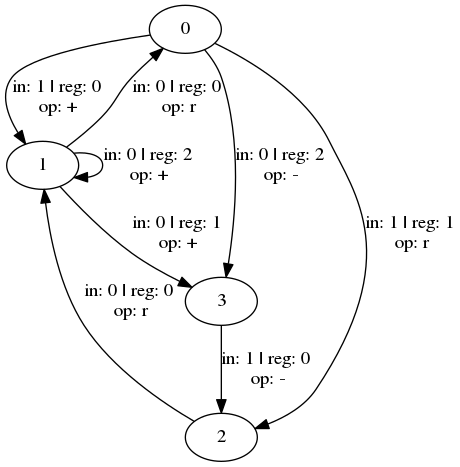 0
in: 1 | reg: 0
op: +
in: 0 | reg: 0
op: r
1
in: 0 | reg: 2
op: +
in: 0 | reg: 2
op: -
in: 1 | reg: 1
op: r
in: 0 | reg: 1
op: +
in: 0 | reg: 0
op: r
3
in: 1 | reg: 0
op: -
2